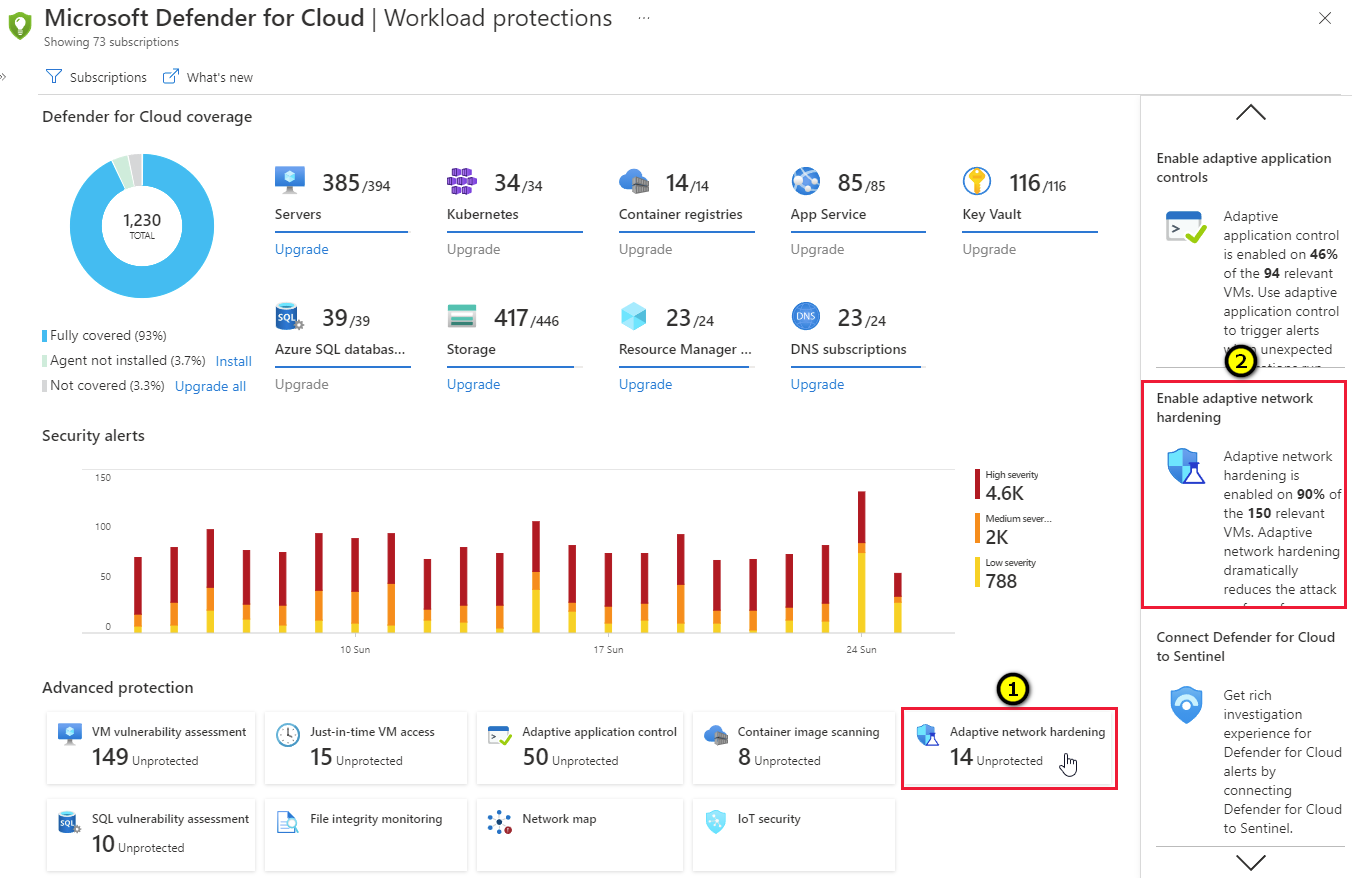 Microsoft Defender for Cloud | Workload protections ...
Showing 73 subscriptions
Subscriptions What's new
Defender for Cloud coverage
1,230
TOTAL
Fully covered (93%)
Agent not installed (3.7%) Install
Not covered (3.3%) Upgrade all
385/394
Servers
Upgrade
34/34
Kubernetes
Upgrade
14/14
Container registries
Upgrade
85/85
App Service
Upgrade
116/116
Key Vault
Upgrade
SQL
39/39
Azure SQL databas...
Upgrade
417/446
Storage
Upgrade
23/24
Resource Manager ...
Upgrade
DNS
23/24
DNS subscriptions
Upgrade
Security alerts
150
100
50
0
10 Sun
17 Sun
24 Sun
High severity
4.6K
Medium sever...
2K
Low severity
788
Advanced protection
VM vulnerability assessment
149 Unprotected
Just-in-time VM access
15 Unprotected
Adaptive application control
50 Unprotected
Container image scanning
8 Unprotected
1
Adaptive network hardening
14 Unprotected
SQL
SQL vulnerability assessment
10 Unprotected
File integrity monitoring
Network map
IoT security
Enable adaptive application
controls
Adaptive
application control
is enabled on 46%
of the 94 relevant
VMs. Use adaptive
application control
to trigger alerts
unexpected
2
Enable adaptive network
hardening
Adaptive network
hardening is
enabled on 90% of
the 150 relevant
VMs. Adaptive
network hardening
dramatically
reduces the attack
Connect Defender for Cloud
to Sentinel
Get rich
investigation
experience for
Defender for Cloud
alerts by
connecting
Defender for Cloud
to Sentinel.